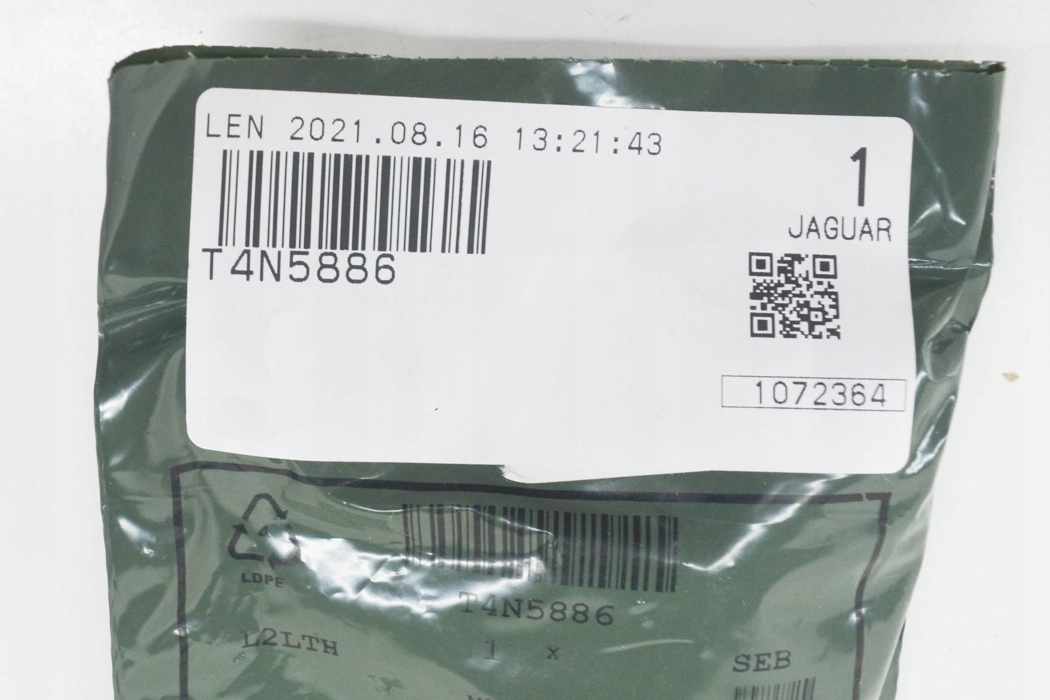 LEN 2021.08.16 13:21:43
1
JAGUAR
T4N5886
1072364
LDPE
T4N5886
L2LTH
1 x
SEB